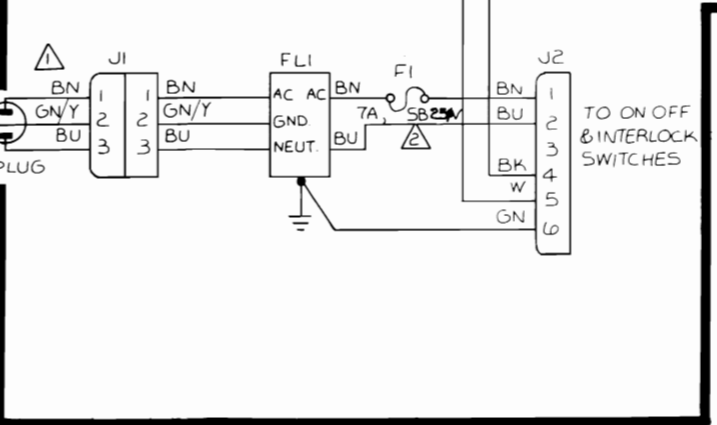 1 J1 FL1 F1 J2
BN 1 1 BN AC AC BN BN 1
GN/Y 2 2 GN/Y GND. 7A, SB BU 2 TO ON OFF
BU 3 3 BU NEUT. BU 2 3 & INTERLOCK
PLUG BK 4 SWITCHES
W 5
GN 6